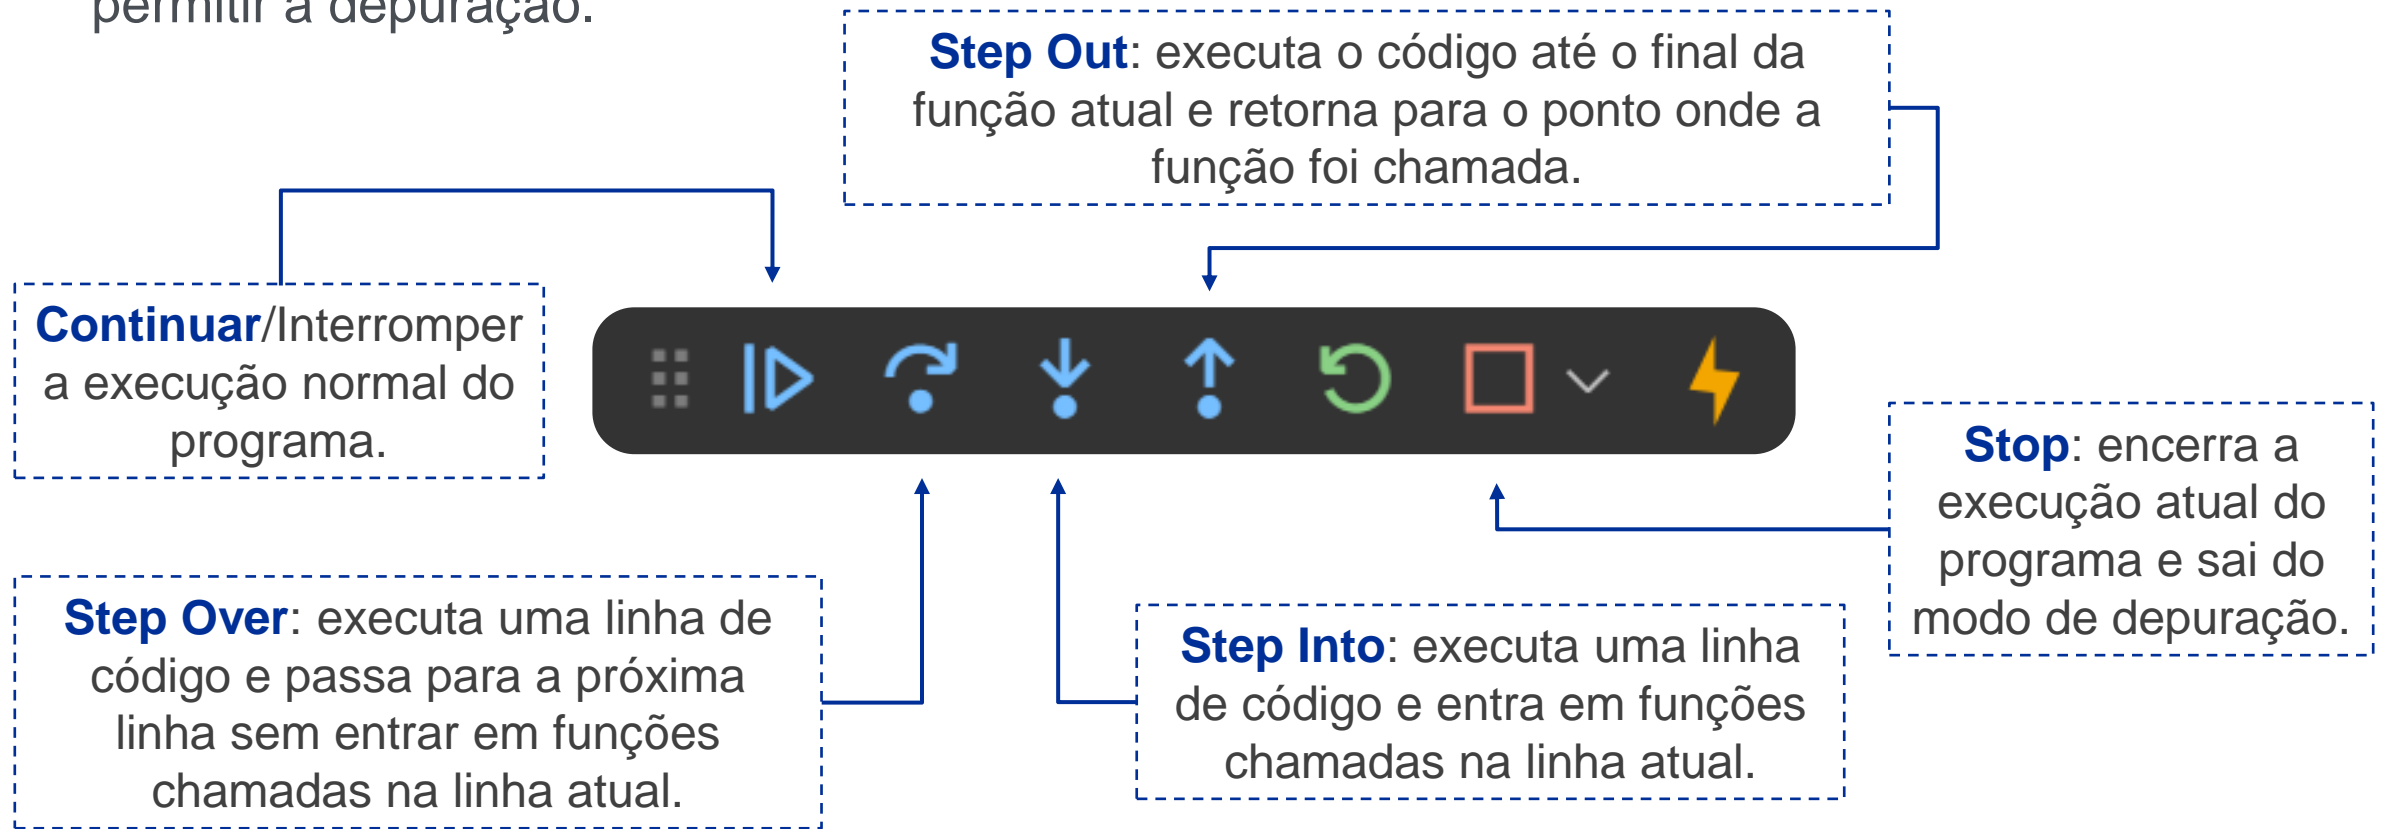 permitir a depuração.
Step Out: executa o código até o final da
função atual e retorna para o ponto onde a
função foi chamada.
Continuar/Interromper
a execução normal do
programa.
Stop: encerra a
execução atual do
programa e sai do
modo de depuração.
Step Over: executa uma linha de
código e passa para a próxima
linha sem entrar em funções
chamadas na linha atual.
Step Into: executa uma linha
de código e entra em funções
chamadas na linha atual.